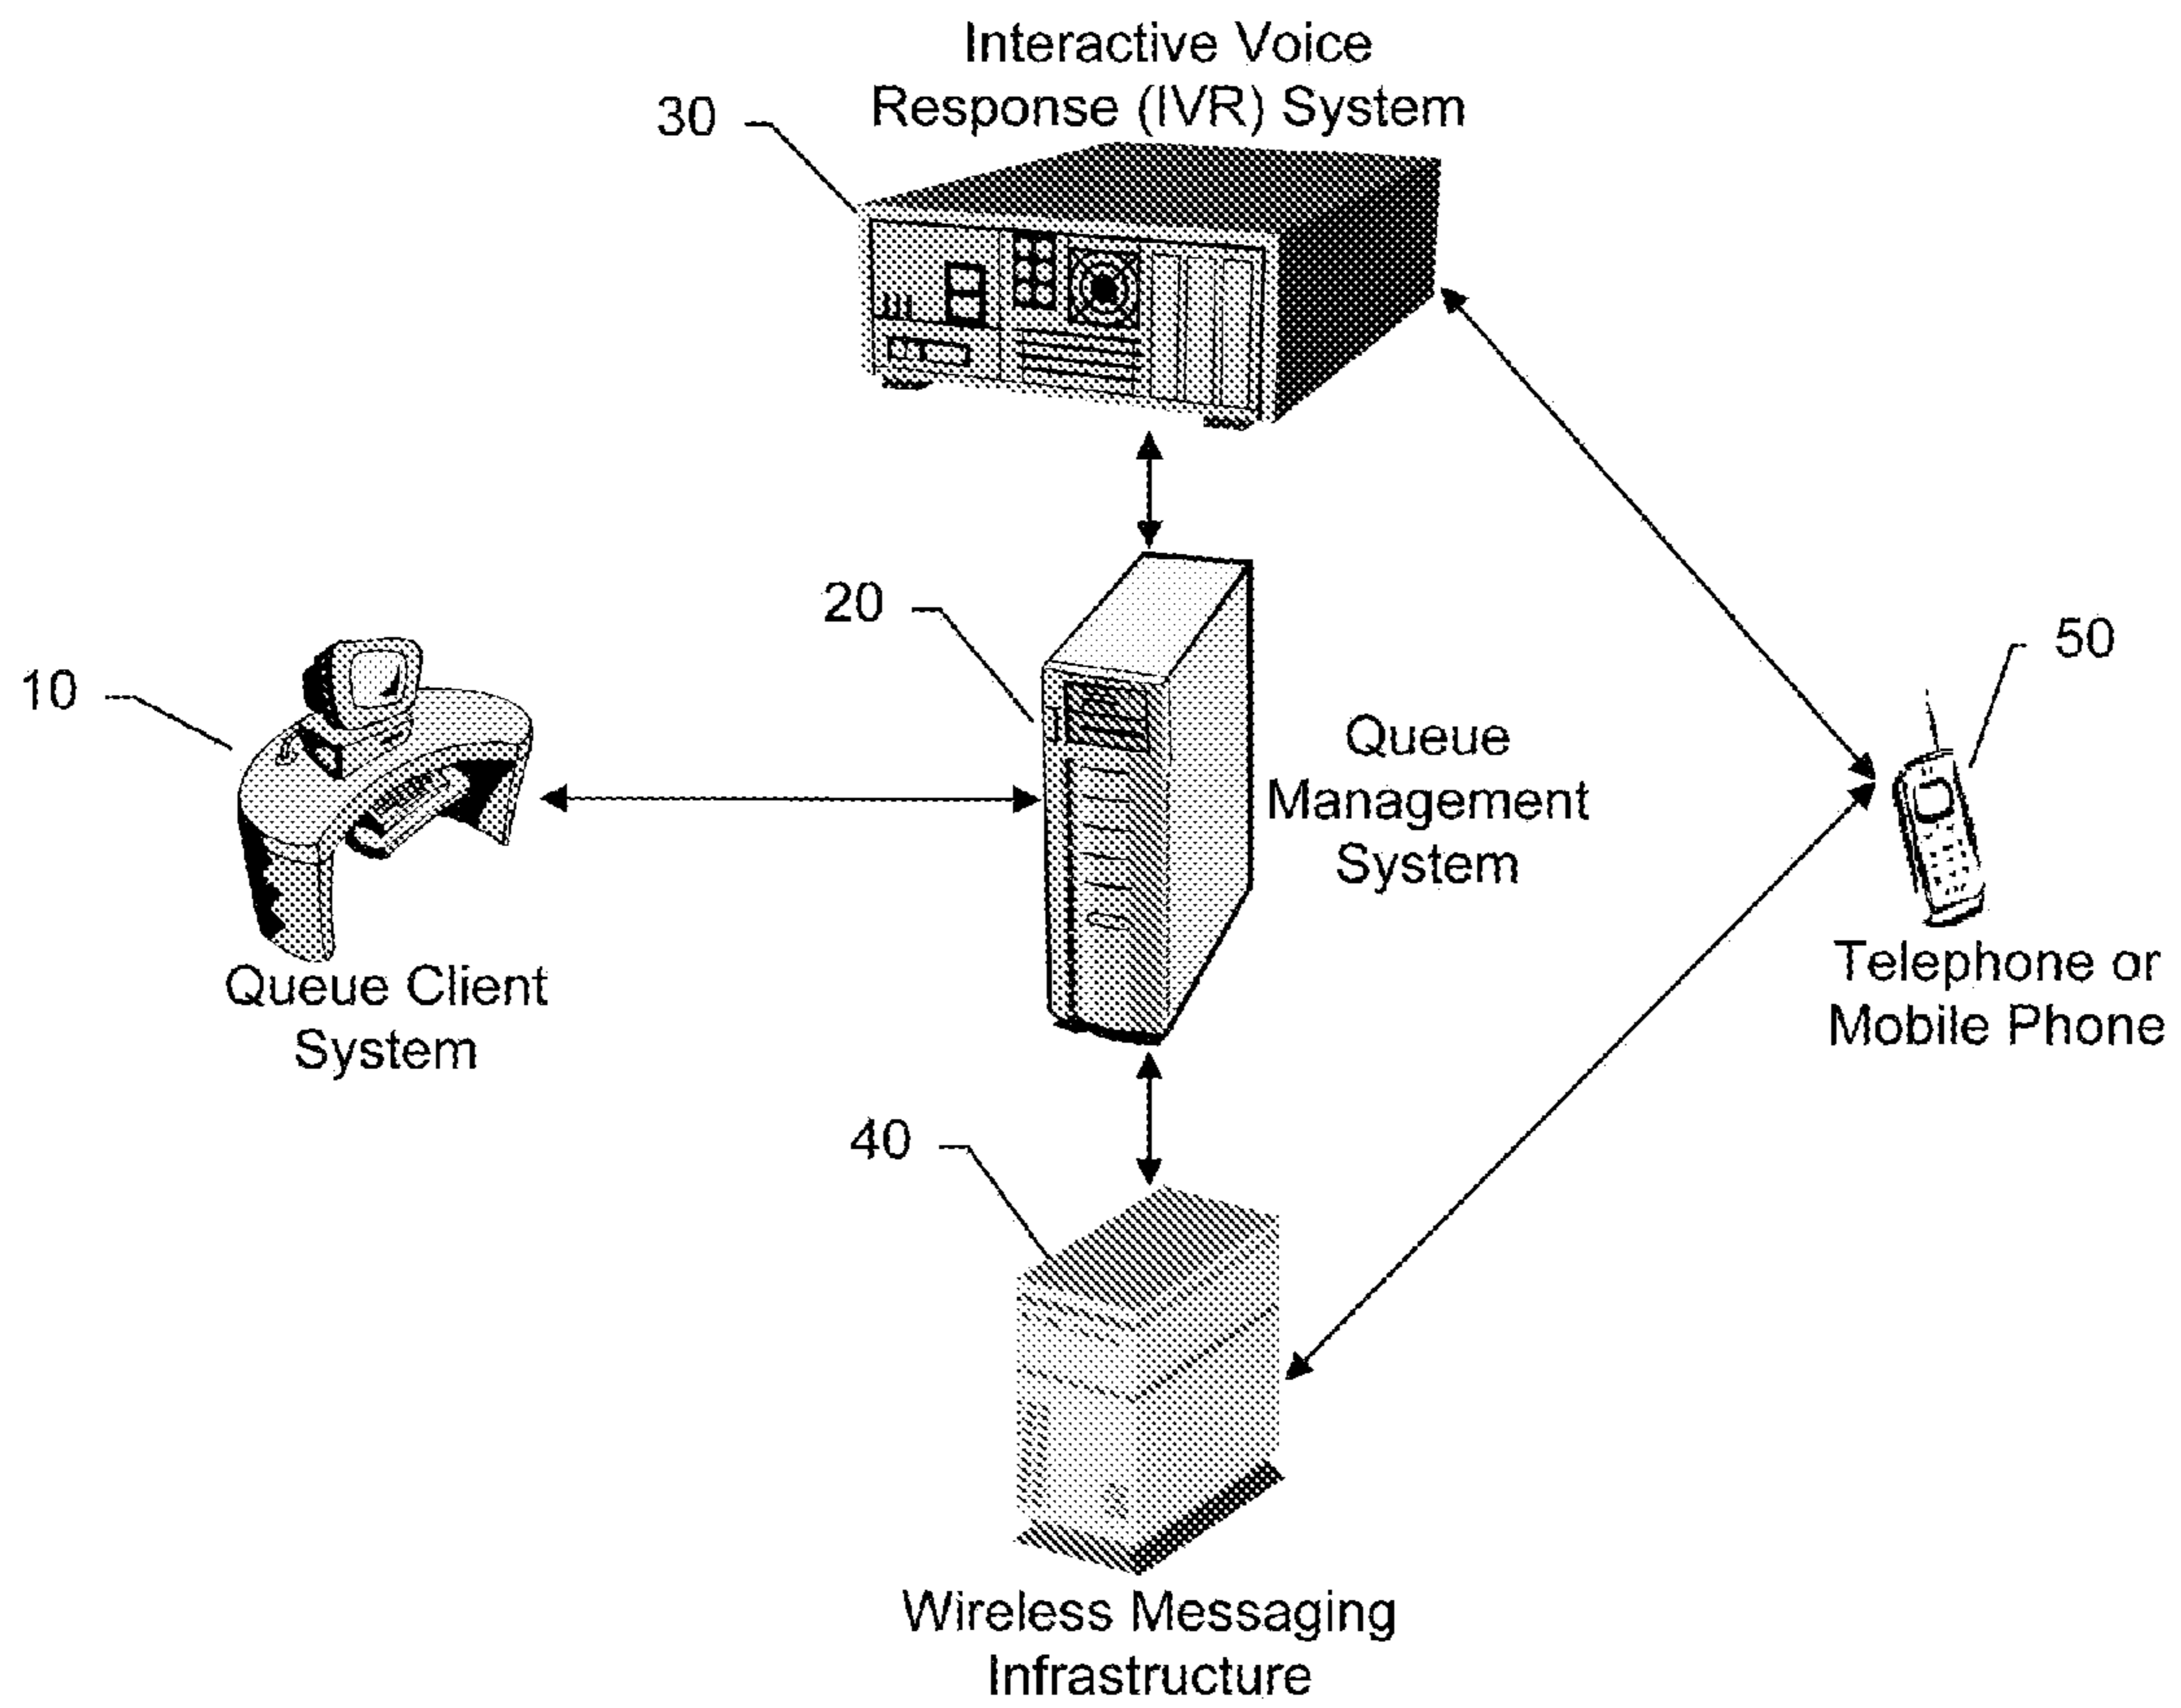 Interactive Voice
Response (IVR) System
30
20
50
10
Queue
Management
System
Telephone or
Mobile Phone
Queue Client
System
40
Wireless Messaging
Infrastructure